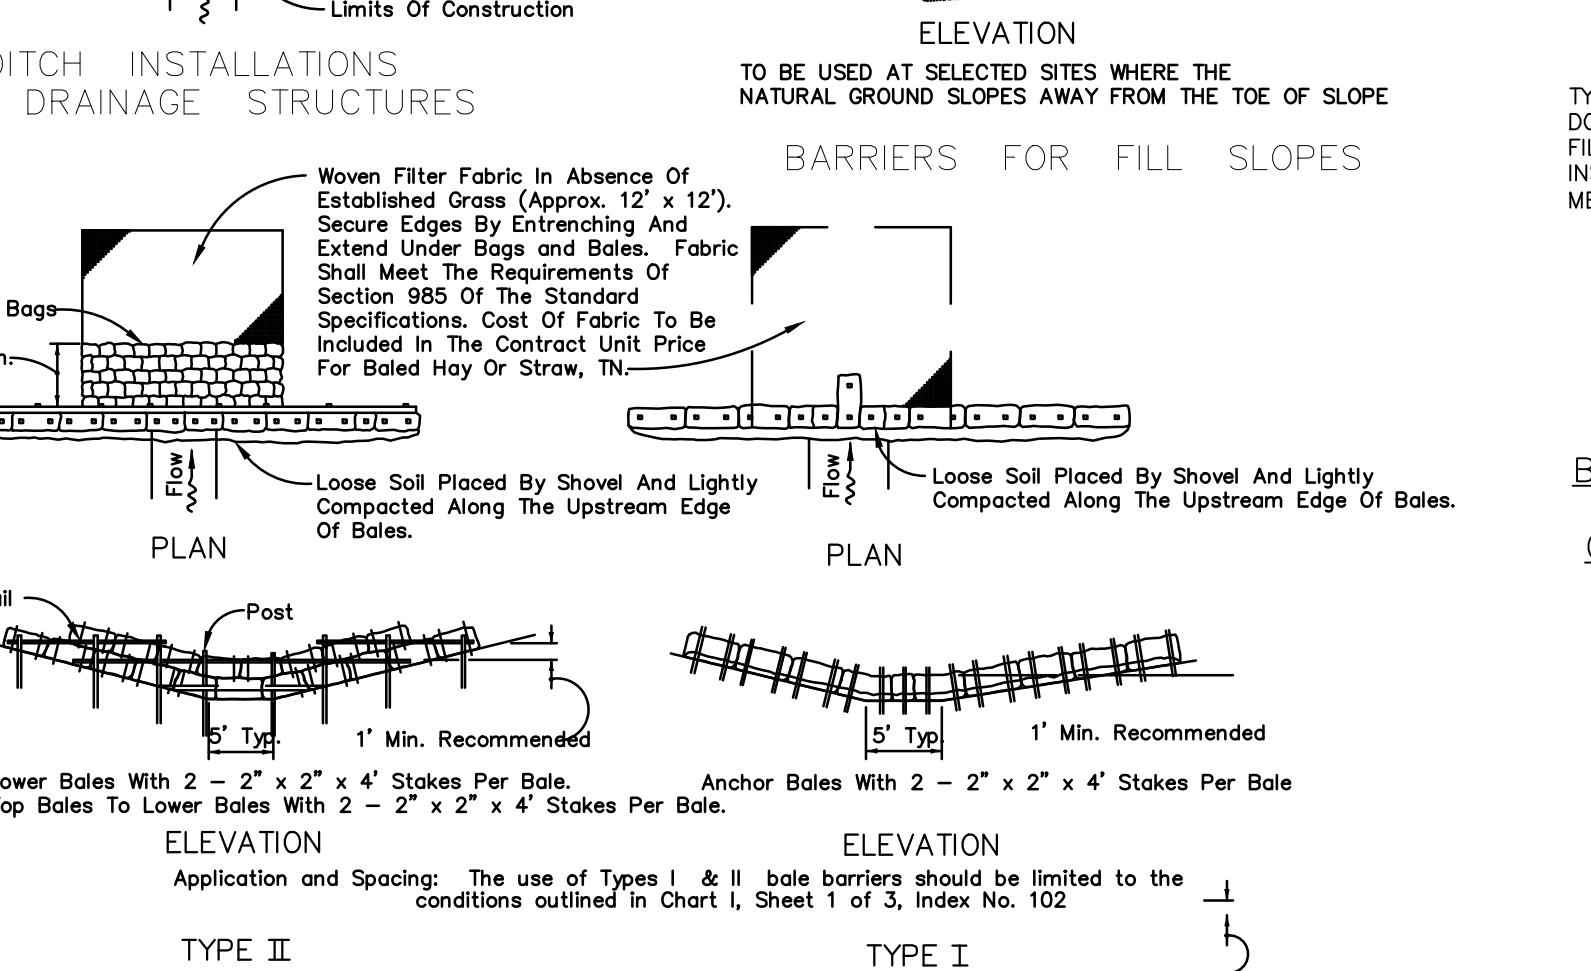 Limits Of Construction
DITCH INSTALLATIONS
DRAINAGE STRUCTURES
ELEVATION
TO BE USED AT SELECTED SITES WHERE THE
NATURAL GROUND SLOPES AWAY FROM THE TOE OF SLOPE
BARRIERS FOR FILL SLOPES
Woven Filter Fabric In Absence Of
Established Grass (Approx. 12' x 12').
Secure Edges By Entrenching And
Extend Under Bags and Bales. Fabric
Shall Meet The Requirements Of
Section 985 Of The Standard
Specifications. Cost Of Fabric To Be
Included In The Contract Unit Price
For Baled Hay Or Straw, TN.
Bags
Flow
Loose Soil Placed By Shovel And Lightly
Compacted Along The Upstream Edge
Of Bales.
PLAN
Flow
Loose Soil Placed By Shovel And Lightly
Compacted Along The Upstream Edge Of Bales.
PLAN
Post
5' Typ.
1' Min. Recommended
ower Bales With 2 – 2" x 2" x 4' Stakes Per Bale.
op Bales To Lower Bales With 2 – 2" x 2" x 4' Stakes Per Bale.
ELEVATION
5' Typ.
1' Min. Recommended
Anchor Bales With 2 – 2" x 2" x 4' Stakes Per Bale
ELEVATION
Application and Spacing: The use of Types I & II bale barriers should be limited to the
conditions outlined in Chart I, Sheet 1 of 3, Index No. 102
TYPE II
TYPE I